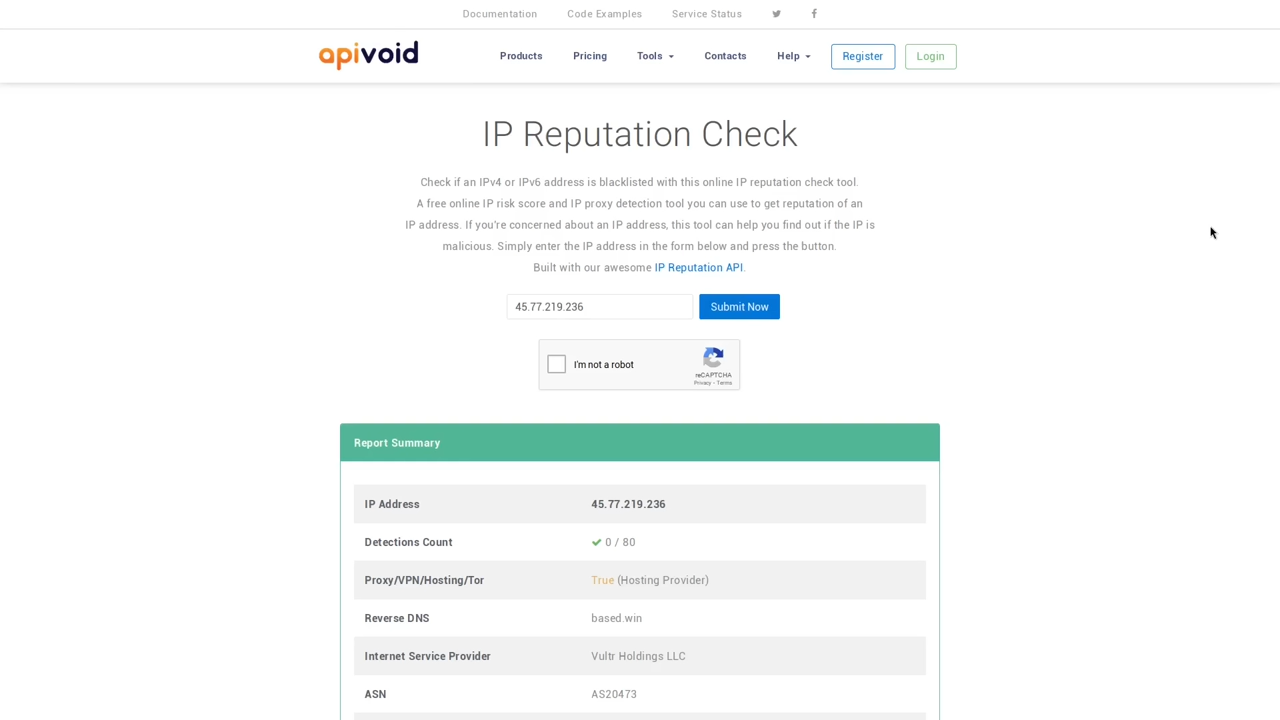 Documentation Code Examples Service Status
apivoid Products Pricing Tools Contacts Help Register Login
IP Reputation Check
Check if an IPv4 or IPv6 address is blacklisted with this online IP reputation check tool.
A free online IP risk score and IP proxy detection tool you can use to get reputation of an
IP address. If you're concerned about an IP address, this tool can help you find out if the IP is
malicious. Simply enter the IP address in the form below and press the button.
Built with our awesome IP Reputation API.
45.77.219.236 Submit Now
I'm not a robot
reCAPTCHA
Privacy - Terms
Report Summary
IP Address 45.77.219.236
Detections Count 0 / 80
Proxy/VPN/Hosting/Tor True (Hosting Provider)
Reverse DNS based.win
Internet Service Provider Vultr Holdings LLC
ASN AS20473